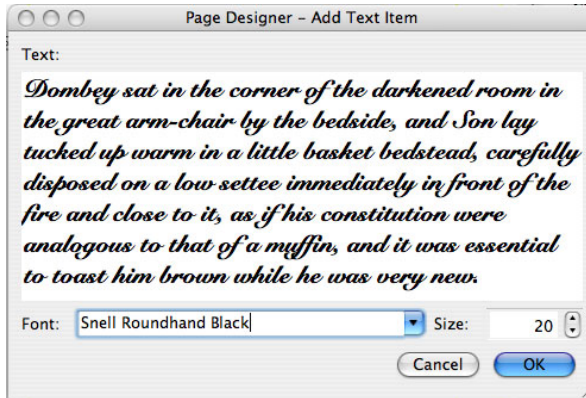 Page Designer – Add Text Item
Text:
Dombey sat in the corner of the darkened room in
the great arm-chair by the bedside, and Son lay
tucked up warm in a little basket bedstead, carefully
disposed on a low settee immediately in front of the
fire and close to it, as if his constitution were
analogous to that of a muffin, and it was essential
to toast him brown while he was very new.
Font: Snell Roundhand Black Size: 20
Cancel OK